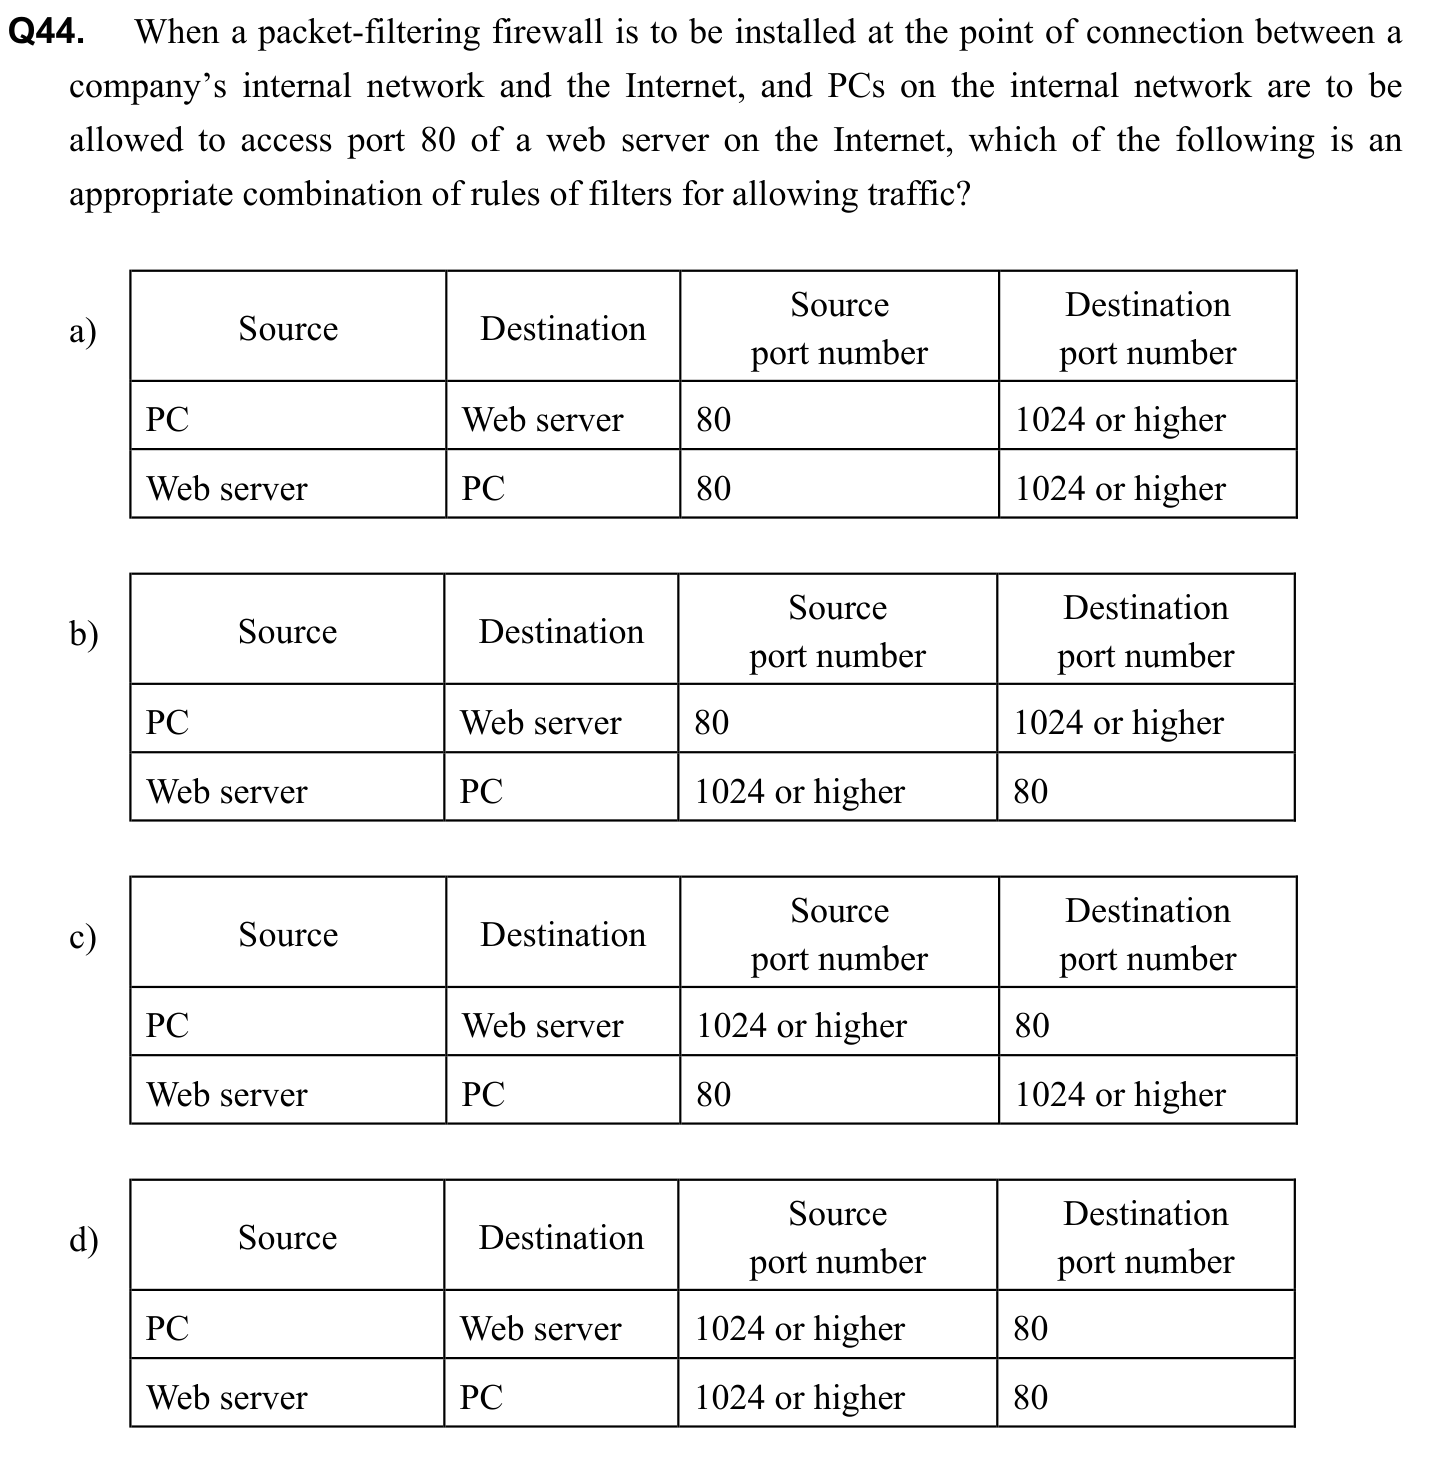 Q44. When a packet-filtering firewall is to be installed at the point of connection between a
company’s internal network and the Internet, and PCs on the internal network are to be
allowed to access port 80 of a web server on the Internet, which of the following is an
appropriate combination of rules of filters for allowing traffic?
a)
Source Destination Source port number Destination port number
PC Web server 80 1024 or higher
Web server PC 80 1024 or higher
b)
Source Destination Source port number Destination port number
PC Web server 80 1024 or higher
Web server PC 1024 or higher 80
c)
Source Destination Source port number Destination port number
PC Web server 1024 or higher 80
Web server PC 80 1024 or higher
d)
Source Destination Source port number Destination port number
PC Web server 1024 or higher 80
Web server PC 1024 or higher 80